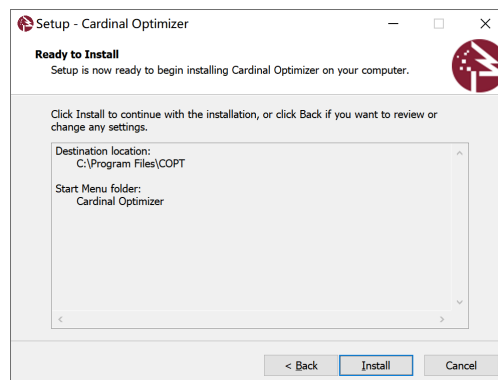 Setup - Cardinal Optimizer
Ready to Install
Setup is now ready to begin installing Cardinal Optimizer on your computer.
Click Install to continue with the installation, or click Back if you want to review or
change any settings.
Destination location:
C:\Program Files\COPT
Start Menu folder:
Cardinal Optimizer
< Back
Install
Cancel